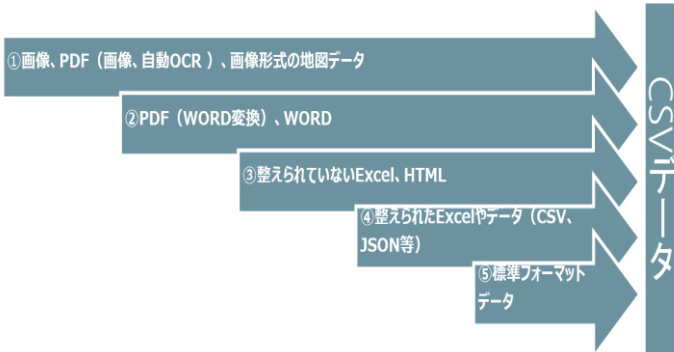 ①画像、PDF（画像、自動OCR ）、画像形式の地図データ
②PDF（WORD変換）、WORD
③整えられていないExcel、HTML
④整えられたExcelやデータ（CSV、
JSON等）
⑤標準フォーマット
データ
CSVデータ